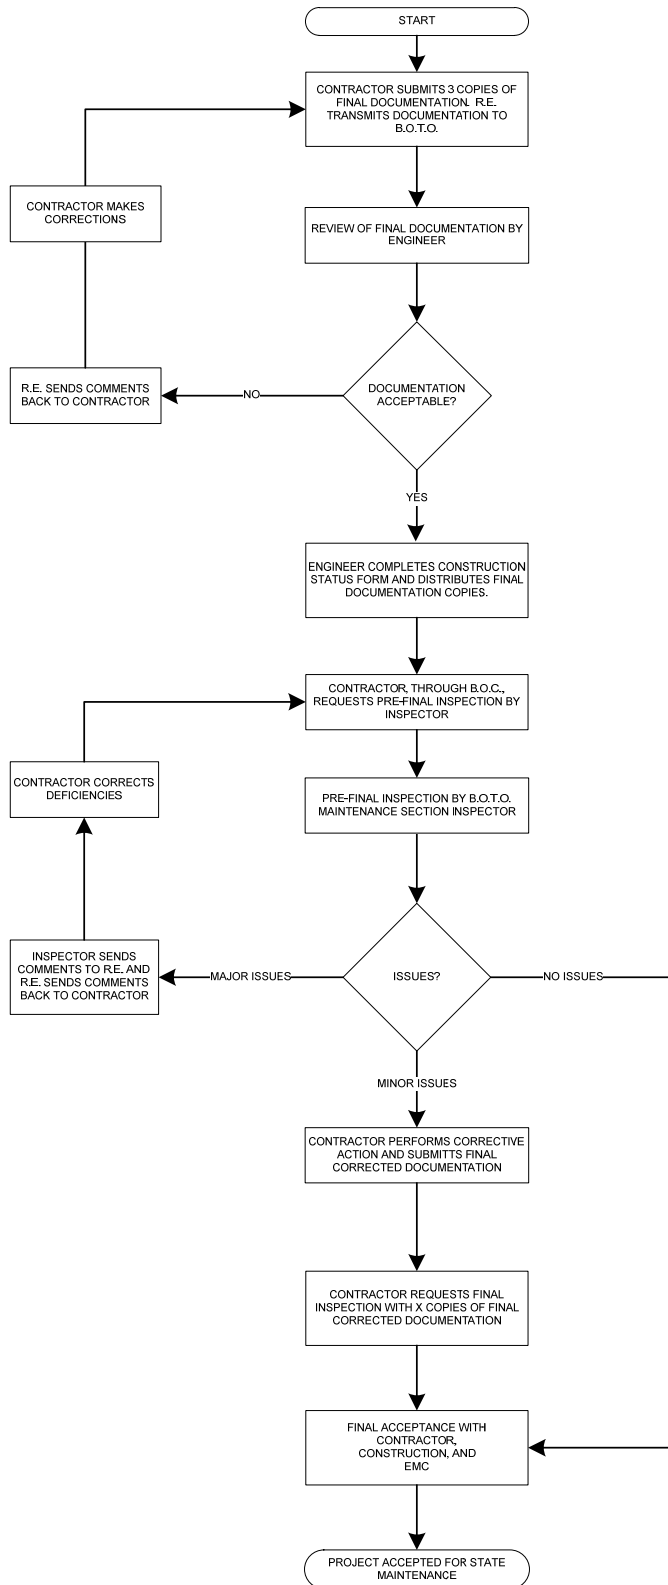 START
CONTRACTOR SUBMITS 3 COPIES OF
FINAL DOCUMENTATION. R.E.
TRANSMITS DOCUMENTATION TO
B.O.T.O.
CONTRACTOR MAKES
CORRECTIONS
REVIEW OF FINAL DOCUMENTATION BY
ENGINEER
R.E. SENDS COMMENTS
BACK TO CONTRACTOR
NO
DOCUMENTATION
ACCEPTABLE?
YES
ENGINEER COMPLETES CONSTRUCTION
STATUS FORM AND DISTRIBUTES FINAL
DOCUMENTATION COPIES.
CONTRACTOR, THROUGH B.O.C.,
REQUESTS PRE-FINAL INSPECTION BY
INSPECTOR
CONTRACTOR CORRECTS
DEFICIENCIES
PRE-FINAL INSPECTION BY B.O.T.O.
MAINTENANCE SECTION INSPECTOR
INSPECTOR SENDS
COMMENTS TO R.E. AND
R.E. SENDS COMMENTS
BACK TO CONTRACTOR
MAJOR ISSUES
ISSUES?
NO ISSUES
MINOR ISSUES
CONTRACTOR PERFORMS CORRECTIVE
ACTION AND SUBMITTS FINAL
CORRECTED DOCUMENTATION
CONTRACTOR REQUESTS FINAL
INSPECTION WITH X COPIES OF FINAL
CORRECTED DOCUMENTATION
FINAL ACCEPTANCE WITH
CONTRACTOR,
CONSTRUCTION, AND
EMC
PROJECT ACCEPTED FOR STATE
MAINTENANCE